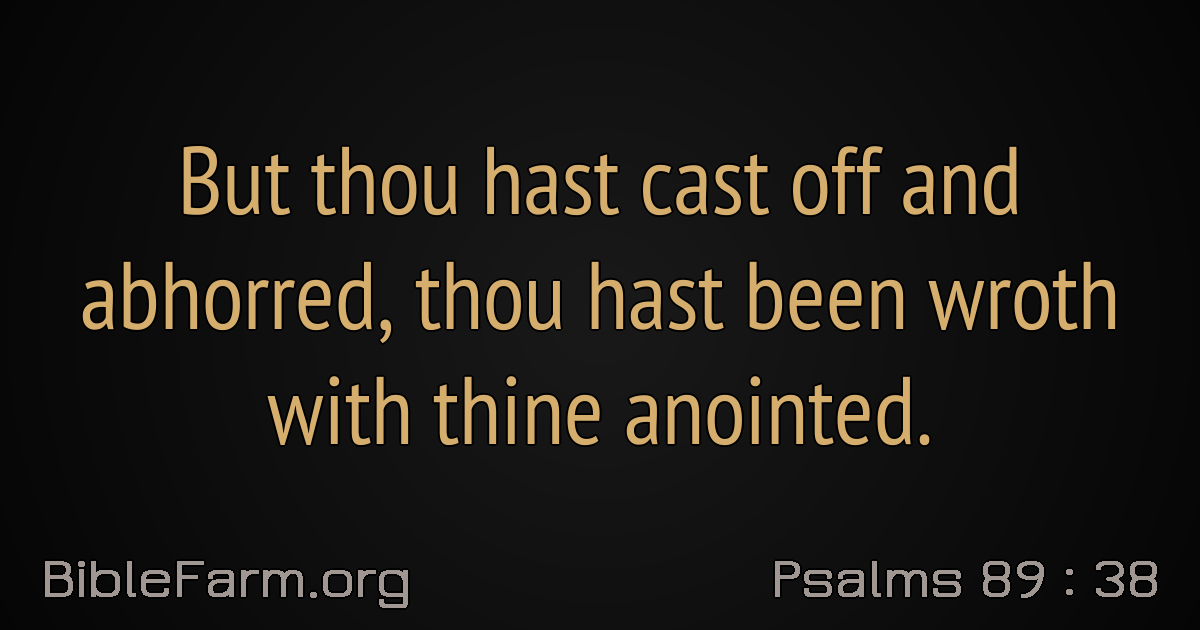 But thou hast cast off and
abhorred, thou hast been wroth
with thine anointed.
BibleFarm.org
Psalms 89 : 38